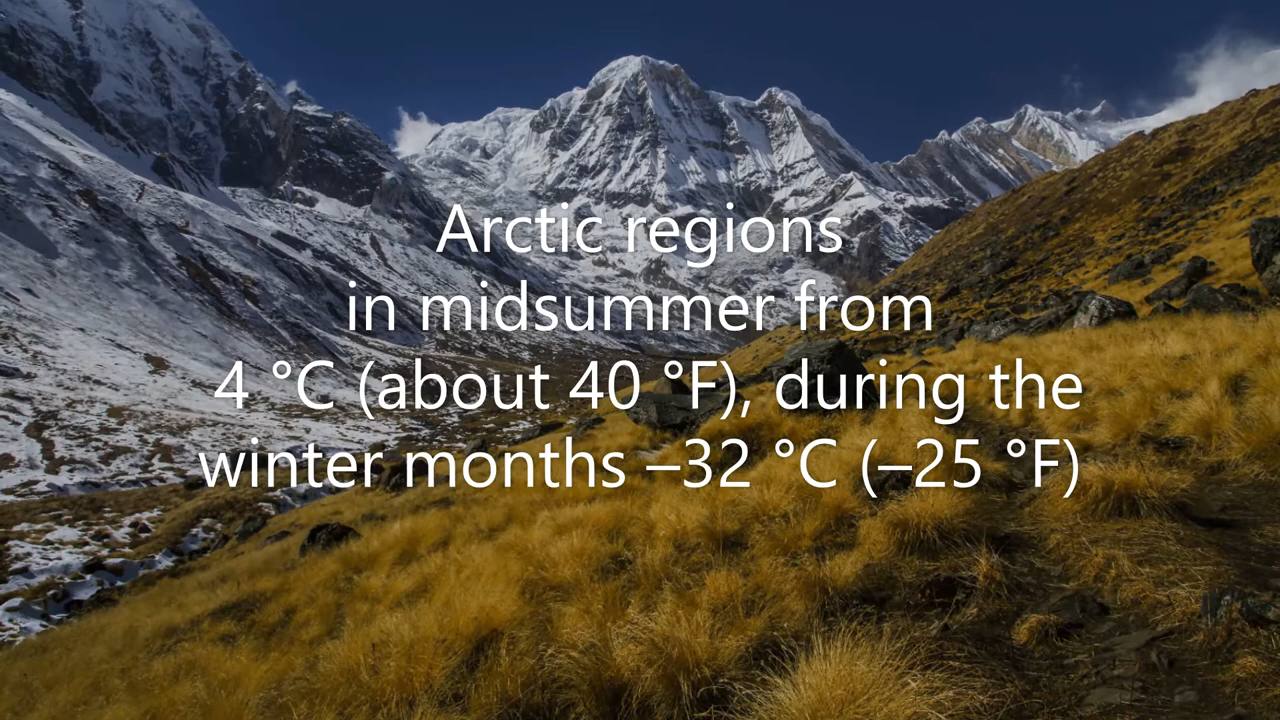 Arctic regions
in midsummer from
4 °C (about 40 °F), during the
winter months –32 °C (–25 °F)